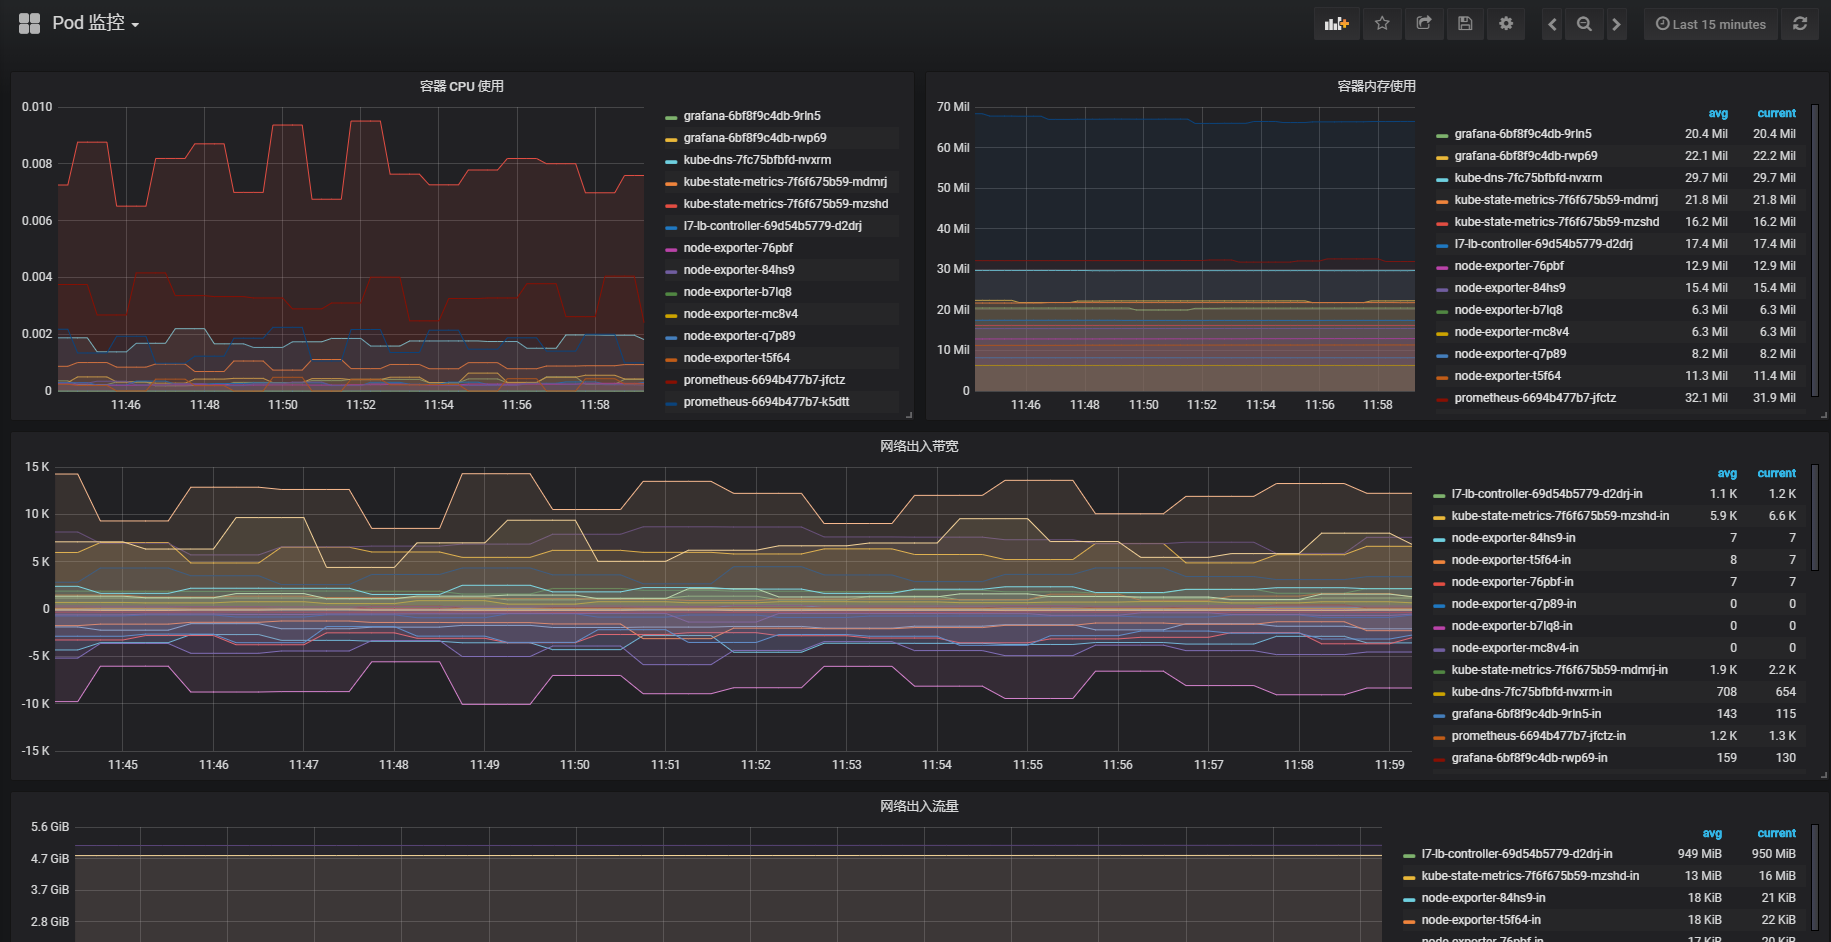 Pod 监控
Last 15 minutes
容器 CPU 使用
0.010
0.008
0.006
0.004
0.002
0
11:46 11:48 11:50 11:52 11:54 11:56 11:58
grafana-6bf8f9c4db-9rln5
grafana-6bf8f9c4db-rwp69
kube-dns-7fc75bfbfd-nvxrm
kube-state-metrics-7f6f675b59-mdmrj
kube-state-metrics-7f6f675b59-mzshd
l7-lb-controller-69d54b5779-d2drj
node-exporter-76pbf
node-exporter-84hs9
node-exporter-b7lq8
node-exporter-mc8v4
node-exporter-q7p89
node-exporter-t5f64
prometheus-6694b477b7-jfctz
prometheus-6694b477b7-k5dtt
容器内存使用
70 Mil
60 Mil
50 Mil
40 Mil
30 Mil
20 Mil
10 Mil
0
11:46 11:48 11:50 11:52 11:54 11:56 11:58
avg current
grafana-6bf8f9c4db-9rln5 20.4 Mil 20.4 Mil
grafana-6bf8f9c4db-rwp69 22.1 Mil 22.2 Mil
kube-dns-7fc75bfbfd-nvxrm 29.7 Mil 29.7 Mil
kube-state-metrics-7f6f675b59-mdmrj 21.8 Mil 21.8 Mil
kube-state-metrics-7f6f675b59-mzshd 16.2 Mil 16.2 Mil
l7-lb-controller-69d54b5779-d2drj 17.4 Mil 17.4 Mil
node-exporter-76pbf 12.9 Mil 12.9 Mil
node-exporter-84hs9 15.4 Mil 15.4 Mil
node-exporter-b7lq8 6.3 Mil 6.3 Mil
node-exporter-mc8v4 6.3 Mil 6.3 Mil
node-exporter-q7p89 8.2 Mil 8.2 Mil
node-exporter-t5f64 11.3 Mil 11.4 Mil
prometheus-6694b477b7-jfctz 32.1 Mil 31.9 Mil
网络出入带宽
15 K
10 K
5 K
0
-5 K
-10 K
-15 K
11:45 11:46 11:47 11:48 11:49 11:50 11:51 11:52 11:53 11:54 11:55 11:56 11:57 11:58 11:59
avg current
l7-lb-controller-69d54b5779-d2drj-in 1.1 K 1.2 K
kube-state-metrics-7f6f675b59-mzshd-in 5.9 K 6.6 K
node-exporter-84hs9-in 7 7
node-exporter-t5f64-in 8 7
node-exporter-76pbf-in 7 7
node-exporter-q7p89-in 0 0
node-exporter-b7lq8-in 0 0
node-exporter-mc8v4-in 0 0
kube-state-metrics-7f6f675b59-mdmrj-in 1.9 K 2.2 K
kube-dns-7fc75bfbfd-nvxrm-in 708 654
grafana-6bf8f9c4db-9rln5-in 143 115
prometheus-6694b477b7-jfctz-in 1.2 K 1.3 K
grafana-6bf8f9c4db-rwp69-in 159 130
网络出入流量
5.6 GiB
4.7 GiB
3.7 GiB
2.8 GiB
avg current
l7-lb-controller-69d54b5779-d2drj-in 949 MiB 950 MiB
kube-state-metrics-7f6f675b59-mzshd-in 13 MiB 16 MiB
node-exporter-84hs9-in 18 KiB 21 KiB
node-exporter-t5f64-in 18 KiB 22 KiB
node-exporter-76pbf-in 17 KiB 20 KiB